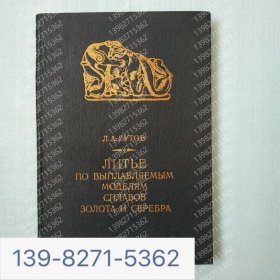 Л.А.ГУТОВ
ЛИТЬЕ
ПО ВЫПЛАВЛЯЕМЫМ
МОДЕЛЯМ
СПЛАВОВ
ЗОЛОТА И СЕРЕБРА
139-8271-5362